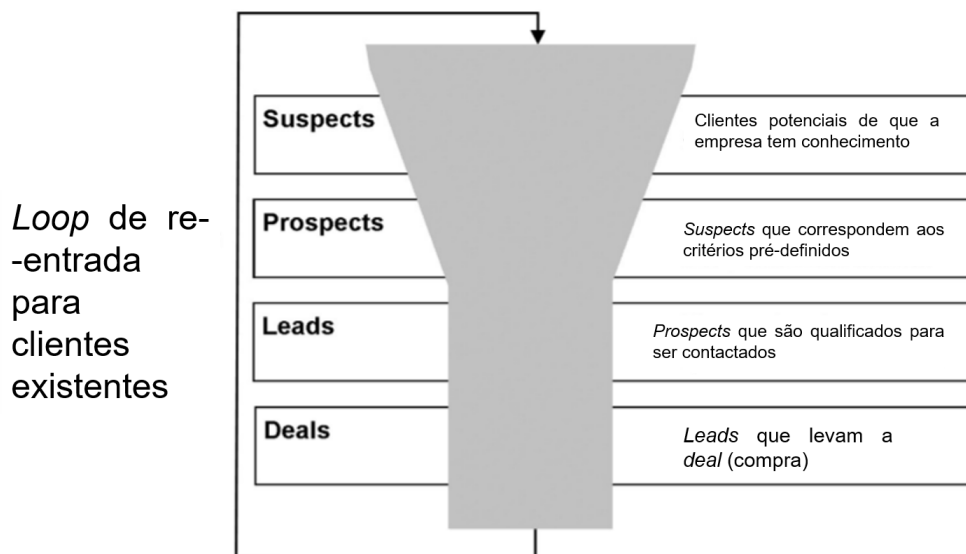 Suspects
Clientes potenciais de que a
empresa tem conhecimento
Loop de re-
-entrada
para
clientes
existentes
Prospects
Suspects que correspondem aos
critérios pré-definidos
Leads
Prospects que são qualificados para
ser contactados
Deals
Leads que levam a
deal (compra)